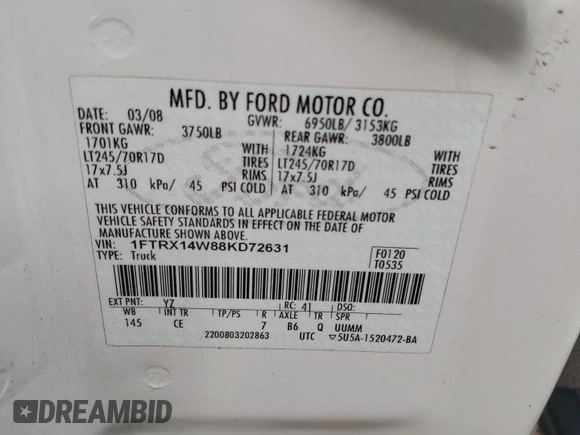 MFD. BY FORD MOTOR CO.
DATE: 03/08 GVWR: 6950LB/ 3153KG
FRONT GAWR: 3750LB REAR GAWR: 3800LB
1701KG WITH 1724KG WITH
LT245/70R17D TIRES LT245/70R17D TIRES
17x7.5J RIMS 17x7.5J RIMS
AT 310 kPa/ 45 PSI COLD AT 310 kPa/ 45 PSI COLD
THIS VEHICLE CONFORMS TO ALL APPLICABLE FEDERAL MOTOR
VEHICLE SAFETY STANDARDS IN EFFECT ON THE DATE OF
MANUFACTURE SHOWN ABOVE.
VIN: 1FTRX14W88KD72631 F0120
TYPE: Truck T0535
EXT PNT: YZ RC: 41 DSO:
WB INT TR TP/PS R AXLE TR SPR
145 CE 7 B6 Q UUMM
2200803202863 UTC ▽5U5A-1520472-BA
DREAMBID